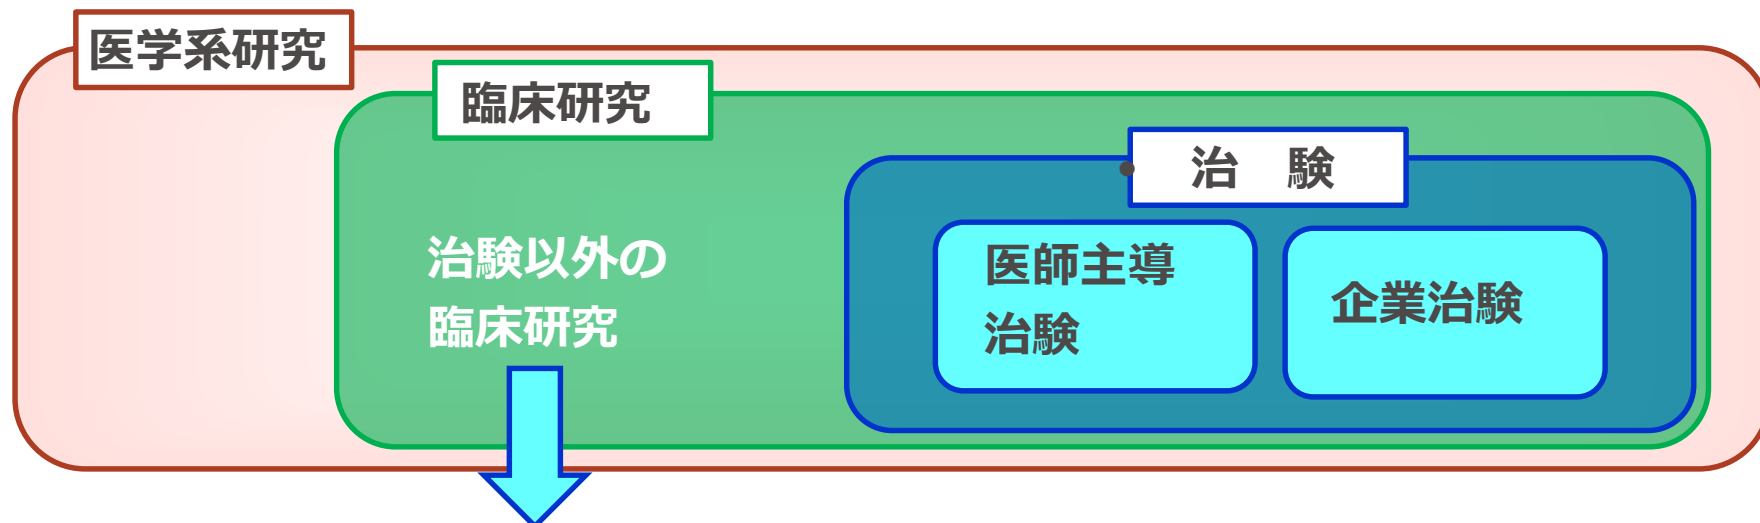 医学系研究
臨床研究
治　験
治験以外の
臨床研究
医師主導
治験
企業治験